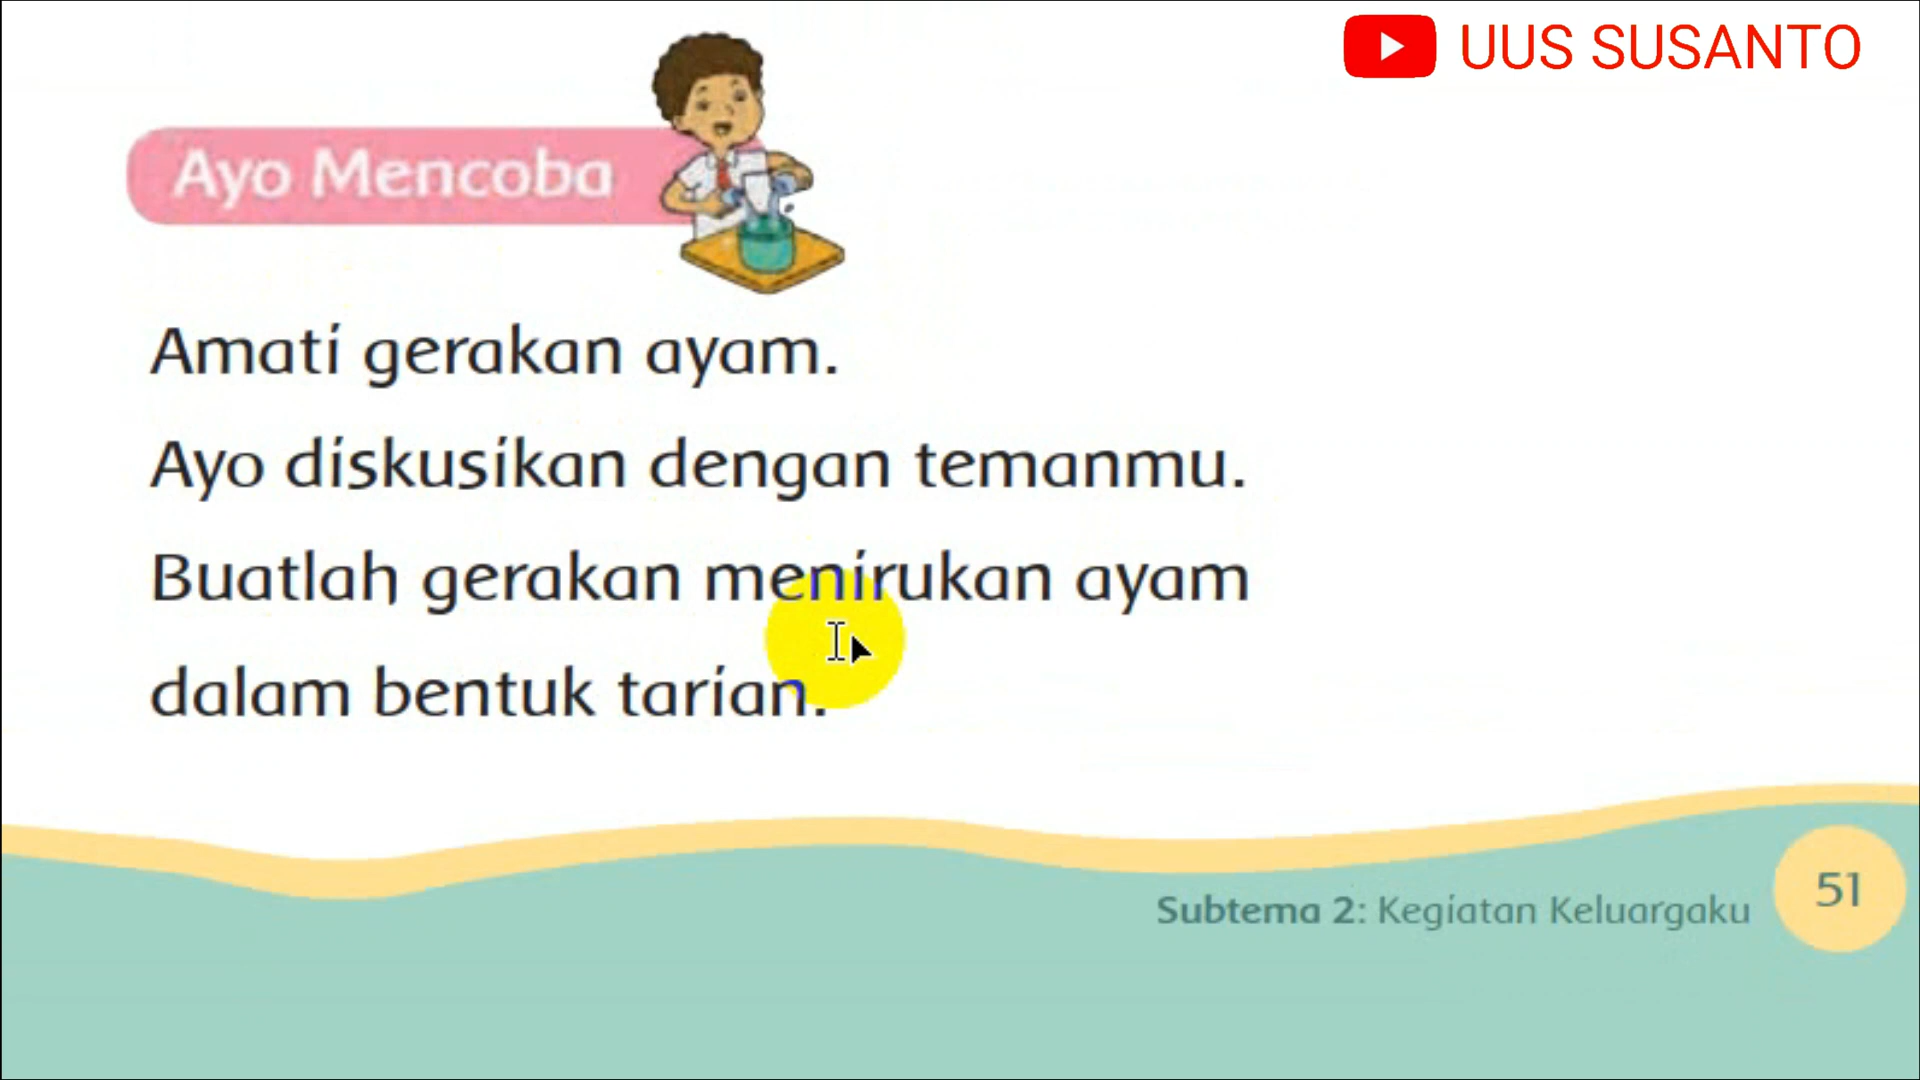 UUS SUSANTO
Ayo Mencoba
Amati gerakan ayam.
Ayo diskusikan dengan temanmu.
Buatlah gerakan menirukan ayam
dalam bentuk tarian.
Subtema 2: Kegiatan Keluargaku
51